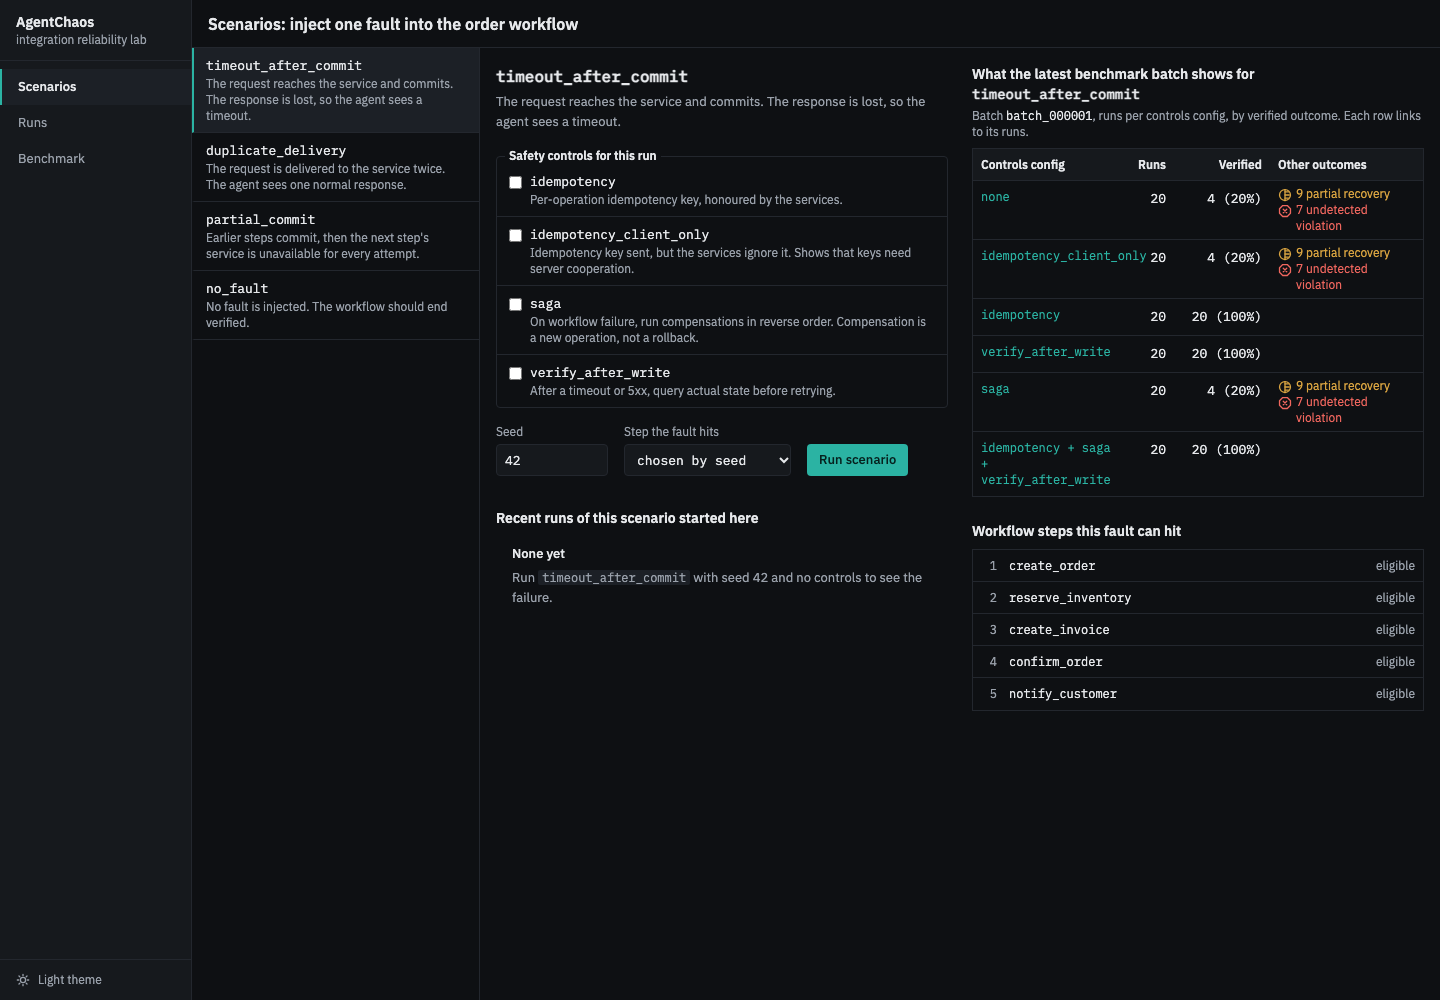 AgentChaos
integration reliability lab
Scenarios
Runs
Benchmark
Light theme
Scenarios: inject one fault into the order workflow
timeout_after_commit
The request reaches the service and commits.
The response is lost, so the agent sees a
timeout.
duplicate_delivery
The request is delivered to the service twice.
The agent sees one normal response.
partial_commit
Earlier steps commit, then the next step's
service is unavailable for every attempt.
no_fault
No fault is injected. The workflow should end
verified.
timeout_after_commit
The request reaches the service and commits. The response is lost, so the
agent sees a timeout.
Safety controls for this run
idempotency
Per-operation idempotency key, honoured by the services.
idempotency_client_only
Idempotency key sent, but the services ignore it. Shows that keys need
server cooperation.
saga
On workflow failure, run compensations in reverse order. Compensation is
a new operation, not a rollback.
verify_after_write
After a timeout or 5xx, query actual state before retrying.
Seed
Step the fault hits
42
chosen by seed
Run scenario
Recent runs of this scenario started here
None yet
Run timeout_after_commit with seed 42 and no controls to see the
failure.
What the latest benchmark batch shows for
timeout_after_commit
Batch batch_000001, runs per controls config, by verified outcome. Each row links
to its runs.
Controls config Runs Verified Other outcomes
none 20 4 (20%) 9 partial recovery
7 undetected
violation
idempotency_client_only 20 4 (20%) 9 partial recovery
7 undetected
violation
idempotency 20 20 (100%)
verify_after_write 20 20 (100%)
saga 20 4 (20%) 9 partial recovery
7 undetected
violation
idempotency + saga 20 20 (100%)
+
verify_after_write
Workflow steps this fault can hit
1 create_order eligible
2 reserve_inventory eligible
3 create_invoice eligible
4 confirm_order eligible
5 notify_customer eligible